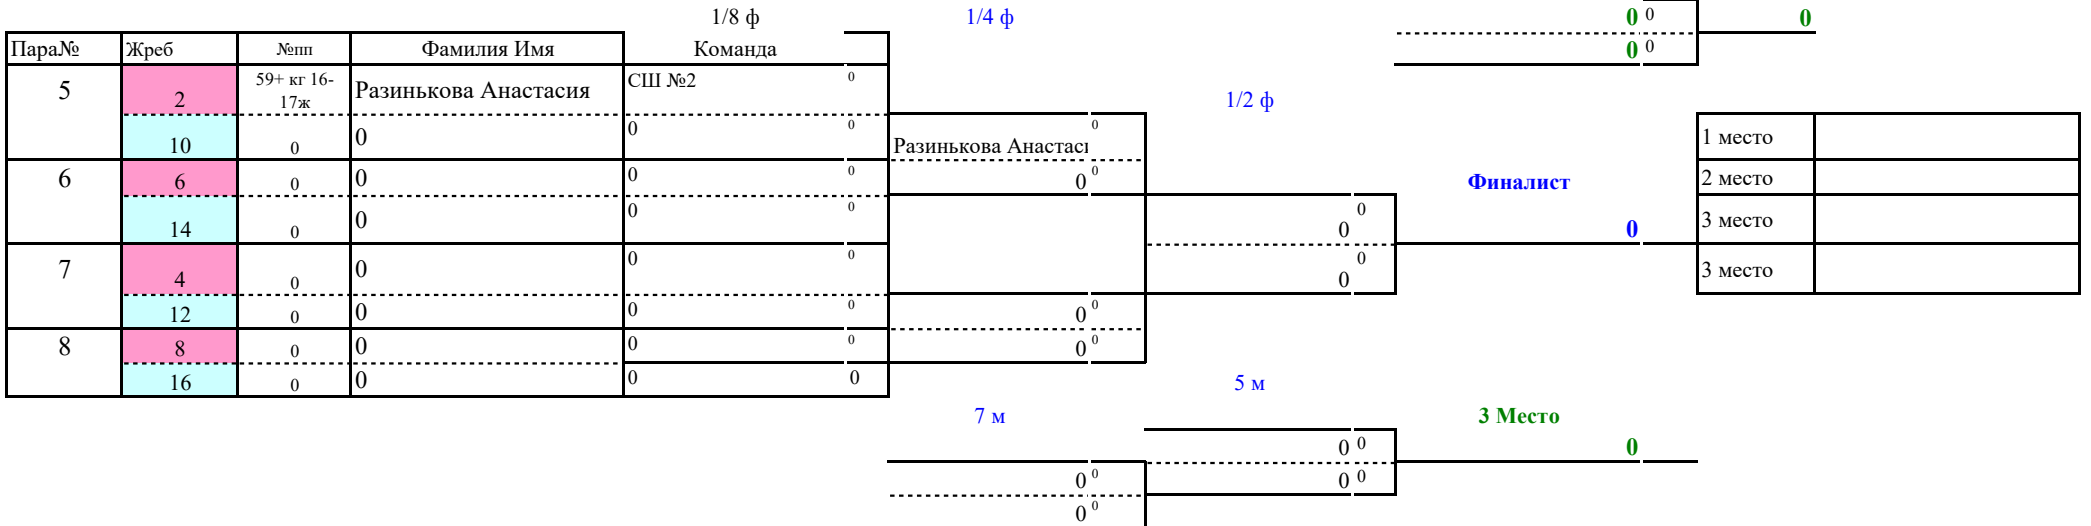 1/8 ф 1/4 ф 0 0 0
Пара№ Жреб №пп Фамилия Имя Команда 0 0
5 2 59+ кг 16-
17ж Разинькова Анастасия СШ №2 0
1/2 ф
10 0 0 0 0 Разинькова Анастасı 0 1 место
6 6 0 0 0 0 0 0 Финалист 2 место
14 0 0 0 0 0 0 0 3 место
7 4 0 0 0 0 0 0 3 место
12 0 0 0 0 0 0
8 8 0 0 0 0 0 0
16 0 0 0 0 5 м
7 м 3 Место
0 0 0
0 0 0 0
0 0